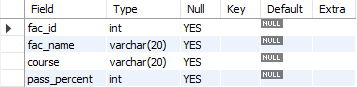 Field Type Null Key Default Extra
fac_id int YES NULL
fac_name varchar(20) YES NULL
course varchar(20) YES NULL
pass_percent int YES NULL